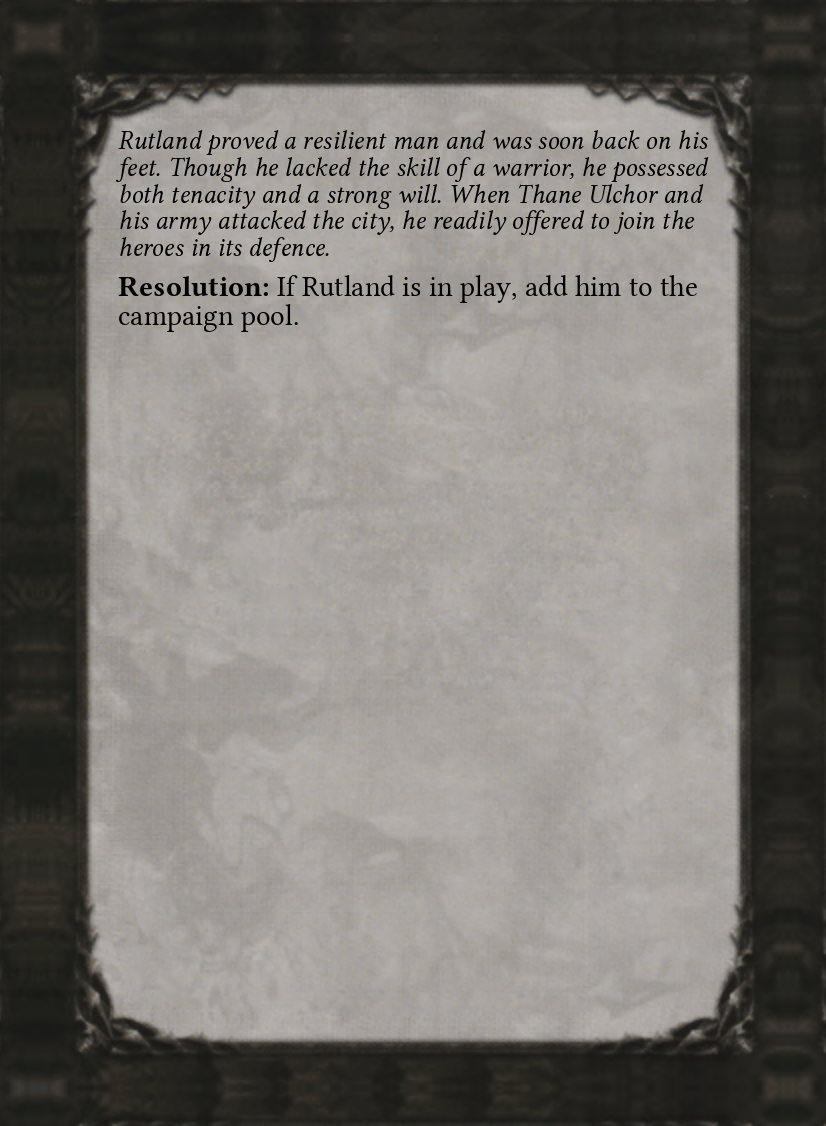 Rutland proved a resilient man and was soon back on his
feet. Though he lacked the skill of a warrior, he possessed
both tenacity and a strong will. When Thane Ulchor and
his army attacked the city, he readily offered to join the
heroes in its defence.
Resolution: If Rutland is in play, add him to the
campaign pool.